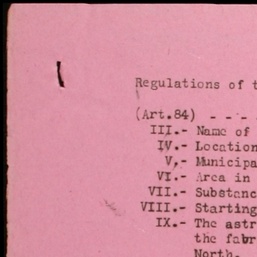 Regulations of t
(Art.84) - - - -
III.- Name of
IV.- Location
V.- Municipa
VI.- Area in
VII.- Substanc
VIII.- Starting
IX.- The astr
the fabr
North.